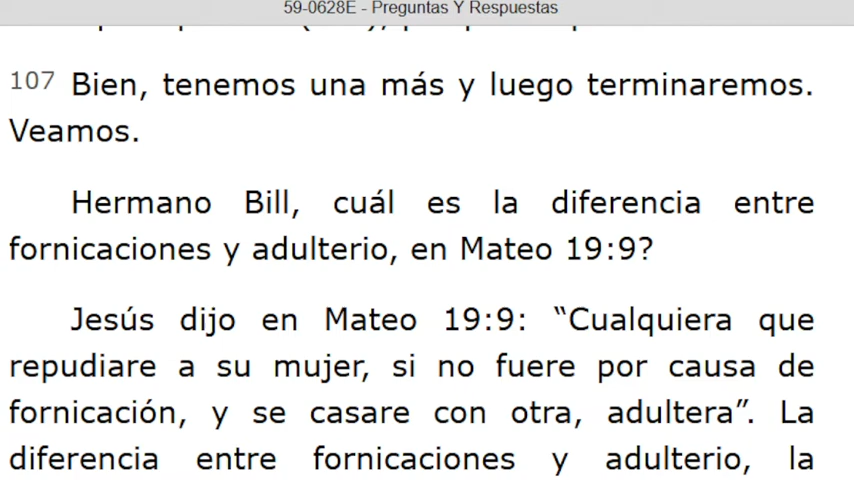 59-0628E - Preguntas Y Respuestas
107 Bien, tenemos una más y luego terminaremos.
Veamos.
Hermano Bill, cuál es la diferencia entre
fornicaciones y adulterio, en Mateo 19:9?
Jesús dijo en Mateo 19:9: “Cualquiera que
repudiare a su mujer, si no fuere por causa de
fornicación, y se casare con otra, adultera”. La
diferencia entre fornicaciones y adulterio, la